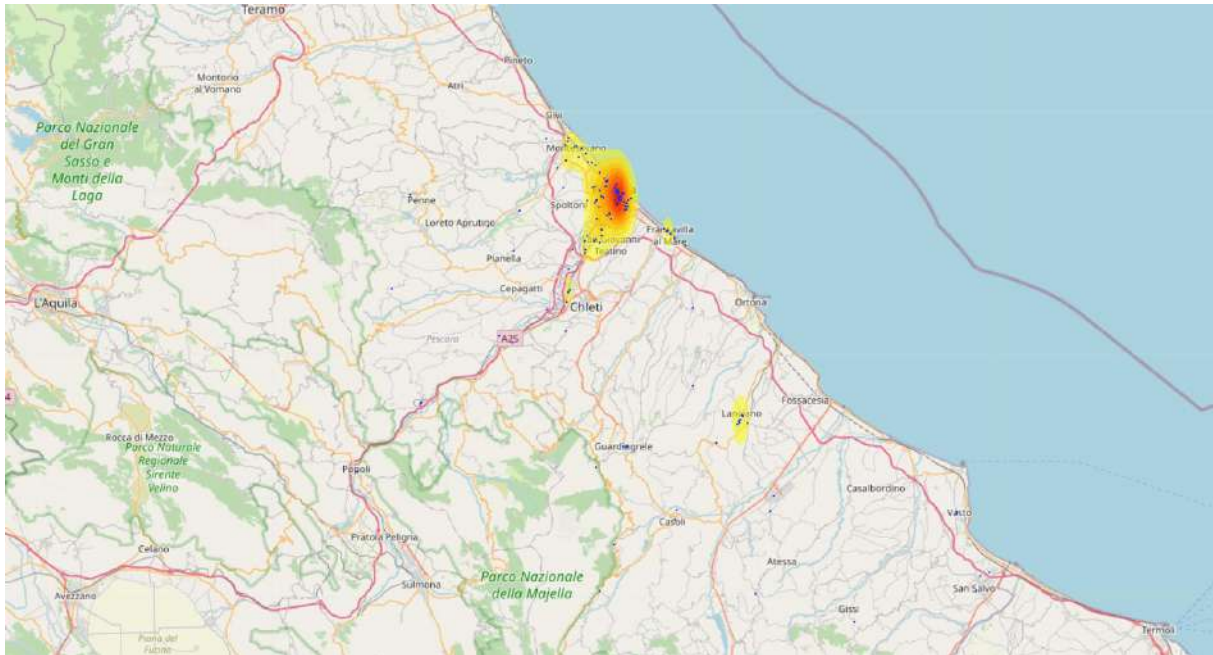 Teramo
Pineto
Montorio
al Vomano
Atri
Silvi
Parco Nazionale
del Gran
Sasso e
Monti della
Laga
Montesilvano
Penne
Spoltore
Loreto Aprutino
Francavilla
al Mare
San Giovanni
Teatino
Pianella
Cepagatti
L'Aquila
Chieti
Ortona
Pescara
A25
4
Fossacesia
Lanciano
Rocca di Mezzo
Parco Naturale
Regionale
Sirente
Velino
Guardiagrele
Popoli
Casalbordino
Vasto
Casoli
Pratola Peligna
Celano
Atessa
Parco Nazionale
della Majella
Sulmona
San Salvo
Avezzano
Gissi
Termoli
Piana del
Fucino